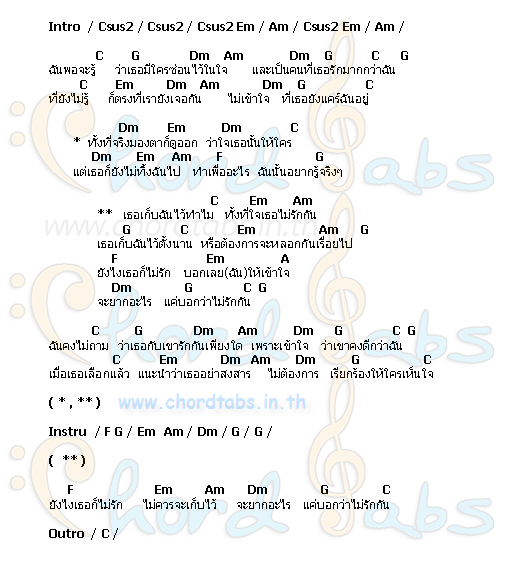 Intro / Csus2 / Csus2 / Csus2 Em / Am / Csus2 Em / Am /
C G Dm Am Dm G C G
ฉันพอจะรู้ ว่าเธอมีใครซ่อนไว้ในใจ และเป็นคนที่เธอรักมากกว่าฉัน
C Em Dm Am Dm G C
ที่ยังไม่รู้ ก็ตรงที่เรายังเจอกัน ไม่เข้าใจ ที่เธอยังแคร์ฉันอยู่
Dm Em Dm C
* ทั้งที่จริงมองตาก็ดูออก ว่าใจเธอนั้นให้ใคร
Dm Em Am F G
แต่เธอก็ยังไม่ทิ้งฉันไป ทำเพื่ออะไร ฉันนั้นอยากรู้จริงๆ
C Em Am
** เธอเก็บฉันไว้ทำไม ทั้งที่ใจเธอไม่รักกัน
www.chordtabs.in.th
G C Em Am G
เธอเก็บฉันไว้ตั้งนาน หรือต้องการจะหลอกกันเรื่อยไป
F Em A
ยังไงเธอก็ไม่รัก บอกเลย(ฉัน)ให้เข้าใจ
Dm G C G
จะยากอะไร แค่บอกว่าไม่รักกัน
C G Dm Am Dm G C G
ฉันคงไม่ถาม ว่าเธอกับเขารักกันเพียงใด เพราะเข้าใจ ว่าเขาคงดีกว่าฉัน
C Em Dm Am Dm G C
เมื่อเธอเลือกแล้ว แนะนำว่าเธออย่าสงสาร ไม่ต้องการ เรียกร้องให้ใครเห็นใจ
( * , ** ) www.chordtabs.in.th
Instru / F G / Em Am / Dm / G / G /
( ** )
F Em Am Dm G C
ยังไงเธอก็ไม่รัก ไม่ควรจะเก็บไว้ จะยากอะไร แค่บอกว่าไม่รักกัน
Outro / C /